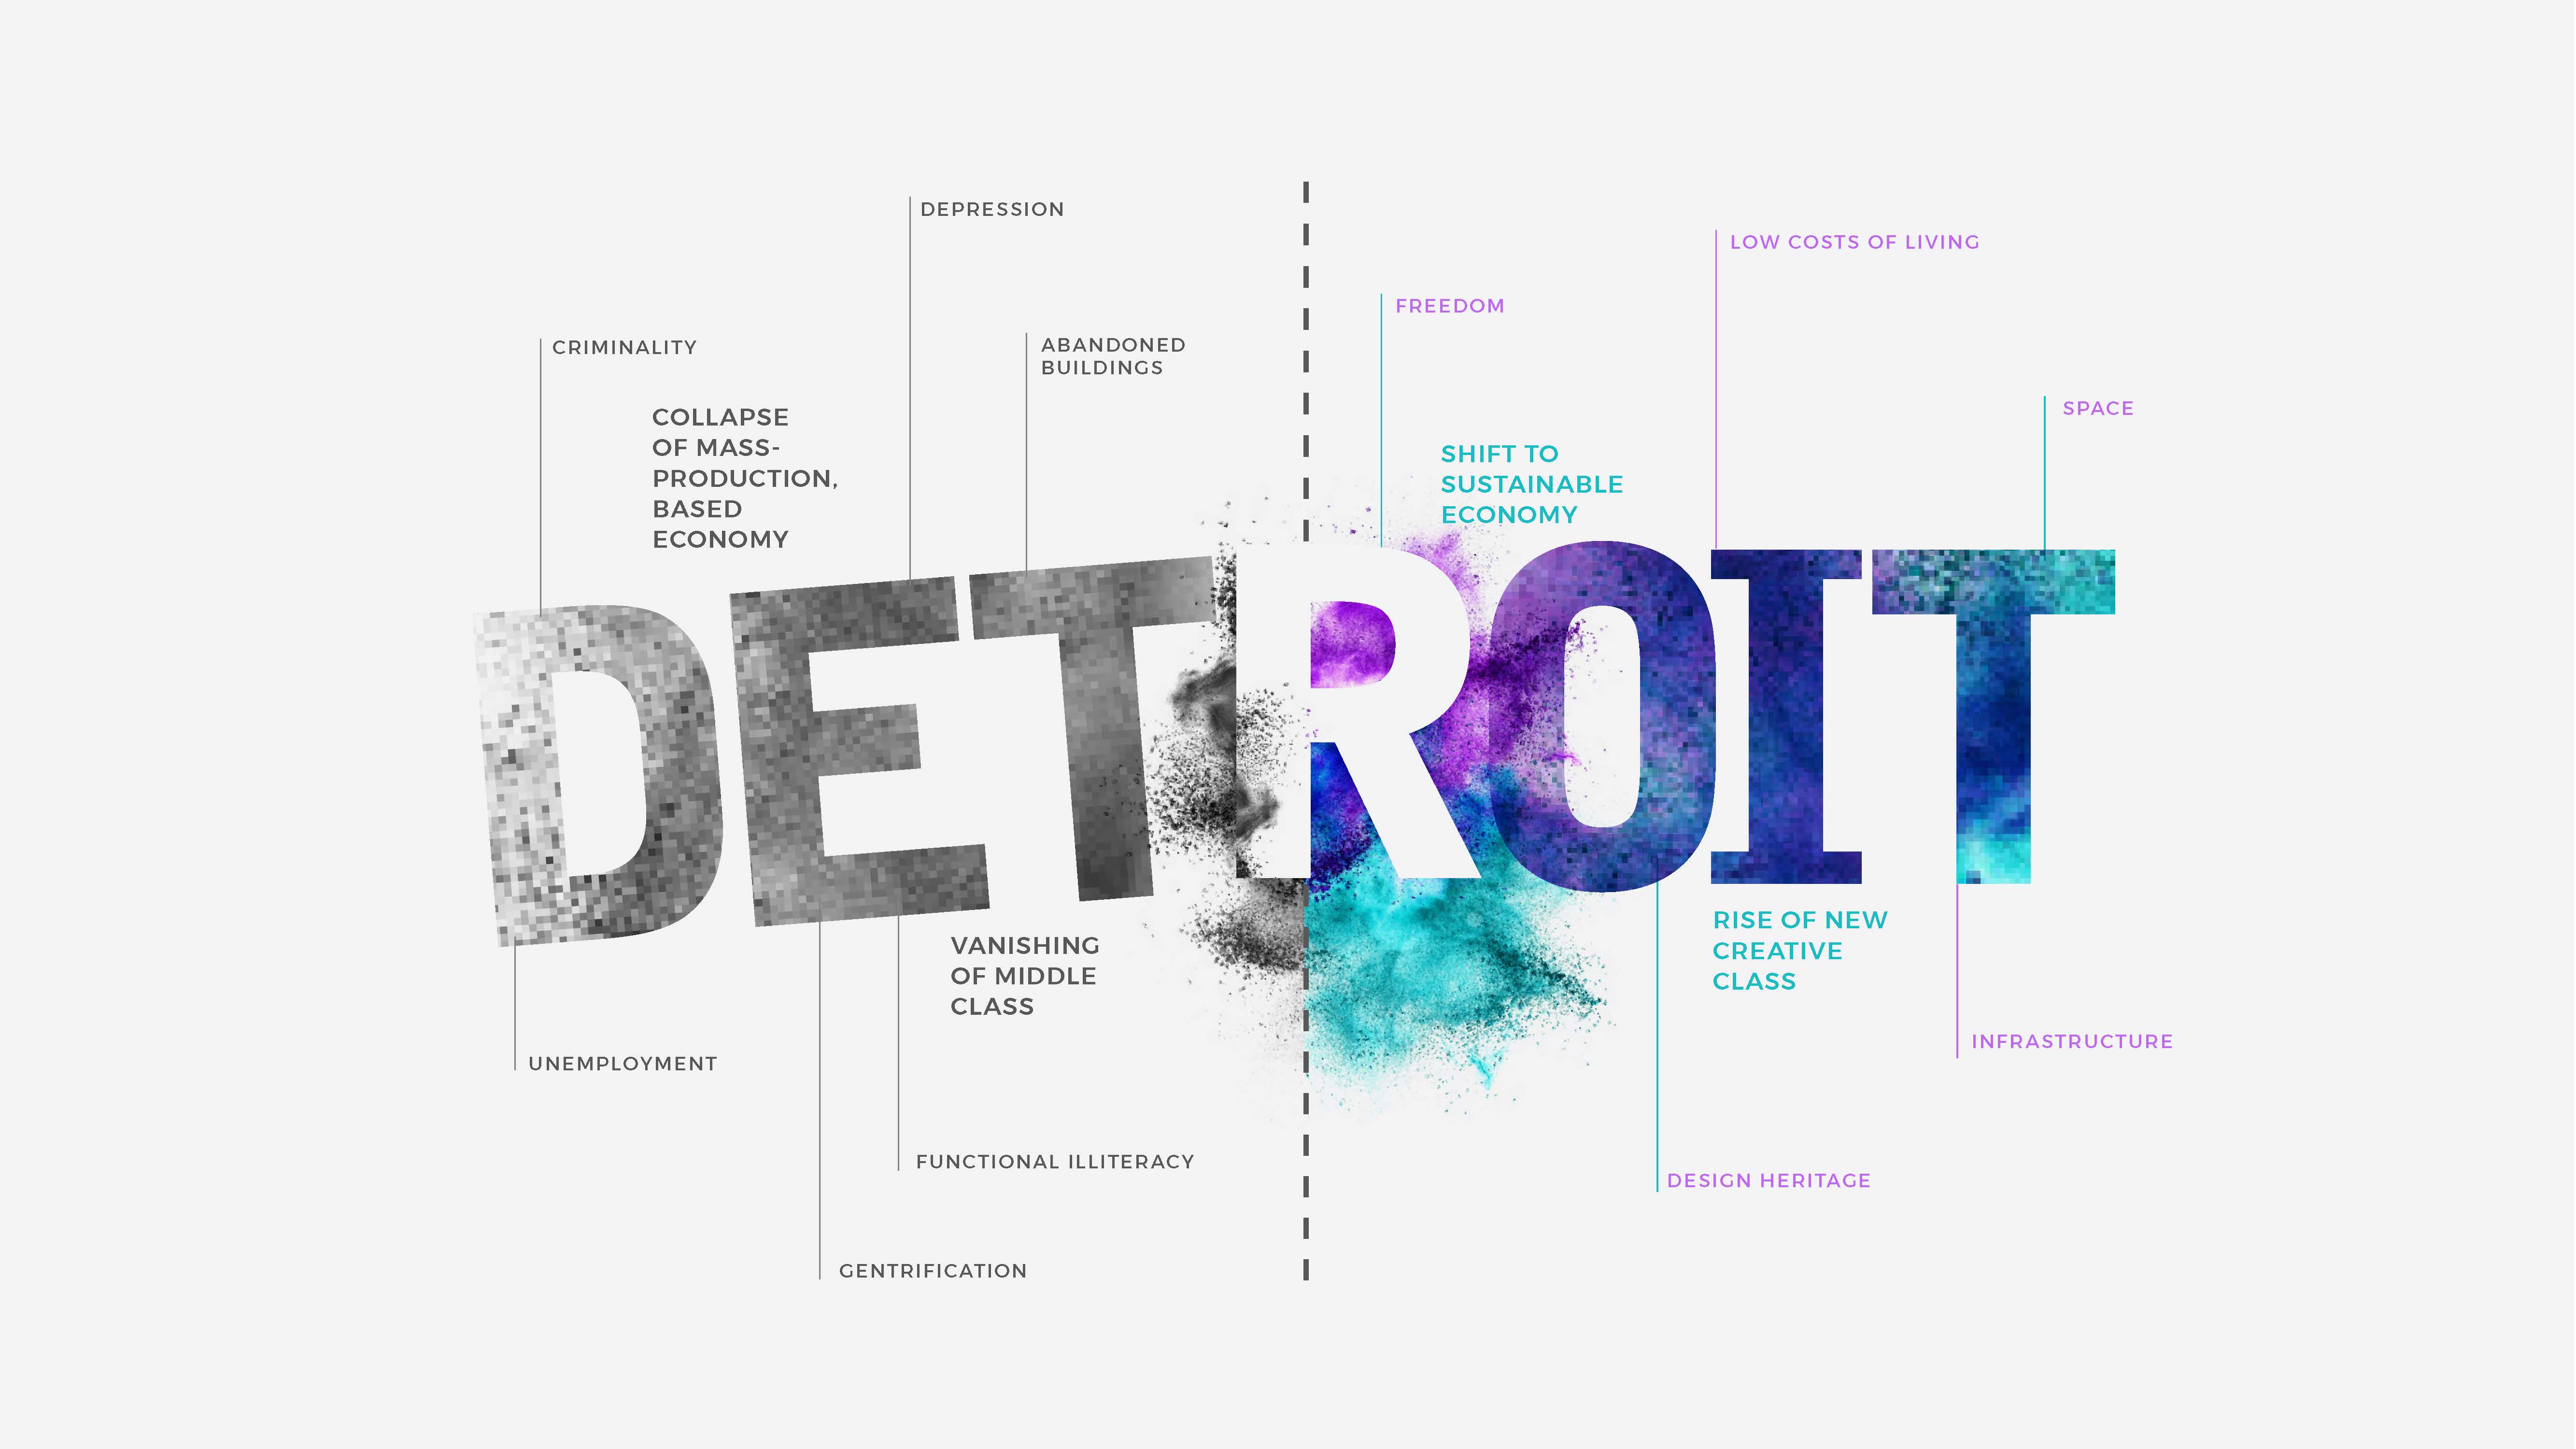 DEPRESSION
CRIMINALITY
ABANDONED
BUILDINGS
COLLAPSE
OF MASS-
PRODUCTION,
BASED
ECONOMY
LOW COSTS OF LIVING
FREEDOM
SPACE
SHIFT TO
SUSTAINABLE
ECONOMY
DETROIT
VANISHING
OF MIDDLE
CLASS
UNEMPLOYMENT
FUNCTIONAL ILLITERACY
GENTRIFICATION
RISE OF NEW
CREATIVE
CLASS
INFRASTRUCTURE
DESIGN HERITAGE